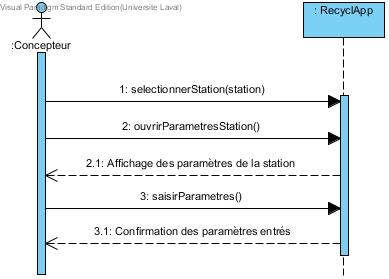 Visual Paradigm Standard Edition(Universite Laval)
: RecyclApp
:Concepteur
1: selectionnerStation(station)
2: ouvrirParametresStation()
2.1: Affichage des paramètres de la station
3: saisirParametres()
3.1: Confirmation des paramètres entrés